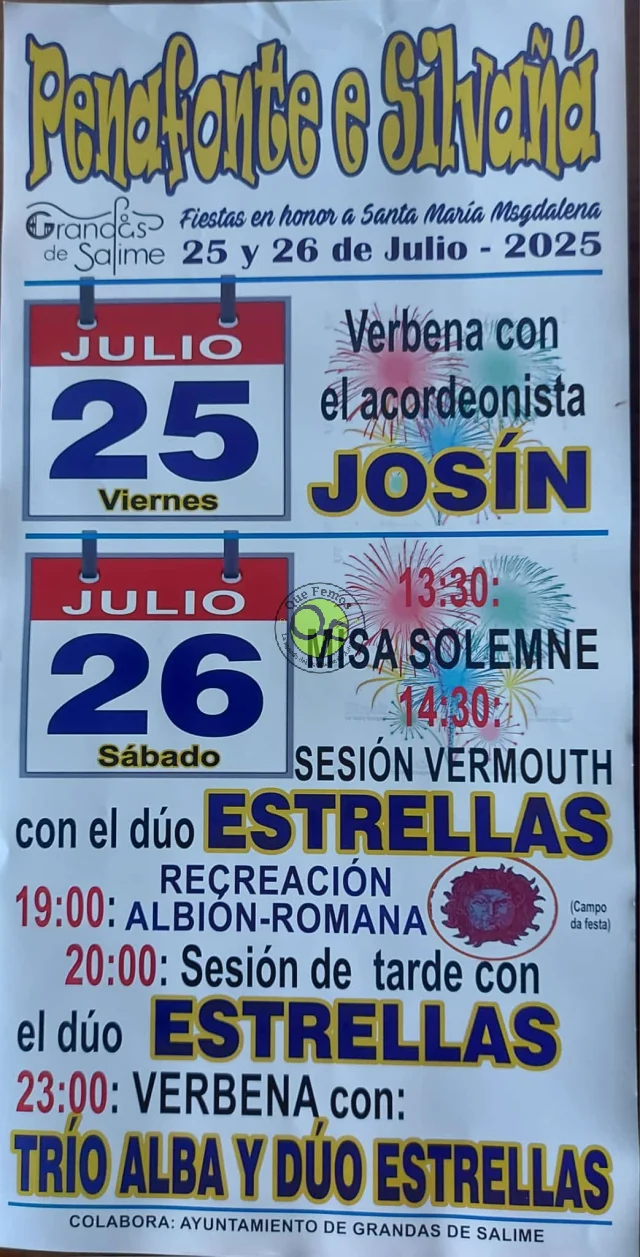 Penafonte e Silvañá
Grandas
de Salime
Fiestas en honor a Santa María Msgdalena
25 y 26 de Julio - 2025
JULIO
25
Viernes
Verbena con
el acordeonista
JOSÍN
JULIO
26
Sábado
13:30:
Que Femos
MISA SOLEMNE
14:30:
SESIÓN VERMOUTH
con el dúo ESTRELLAS
19:00: RECREACIÓN
ALBIÓN-ROMANA
(Campo
da festa)
20:00: Sesión de tarde con
el dúo ESTRELLAS
23:00: VERBENA con:
TRÍO ALBA Y DÚO ESTRELLAS
COLABORA: AYUNTAMIENTO DE GRANDAS DE SALIME